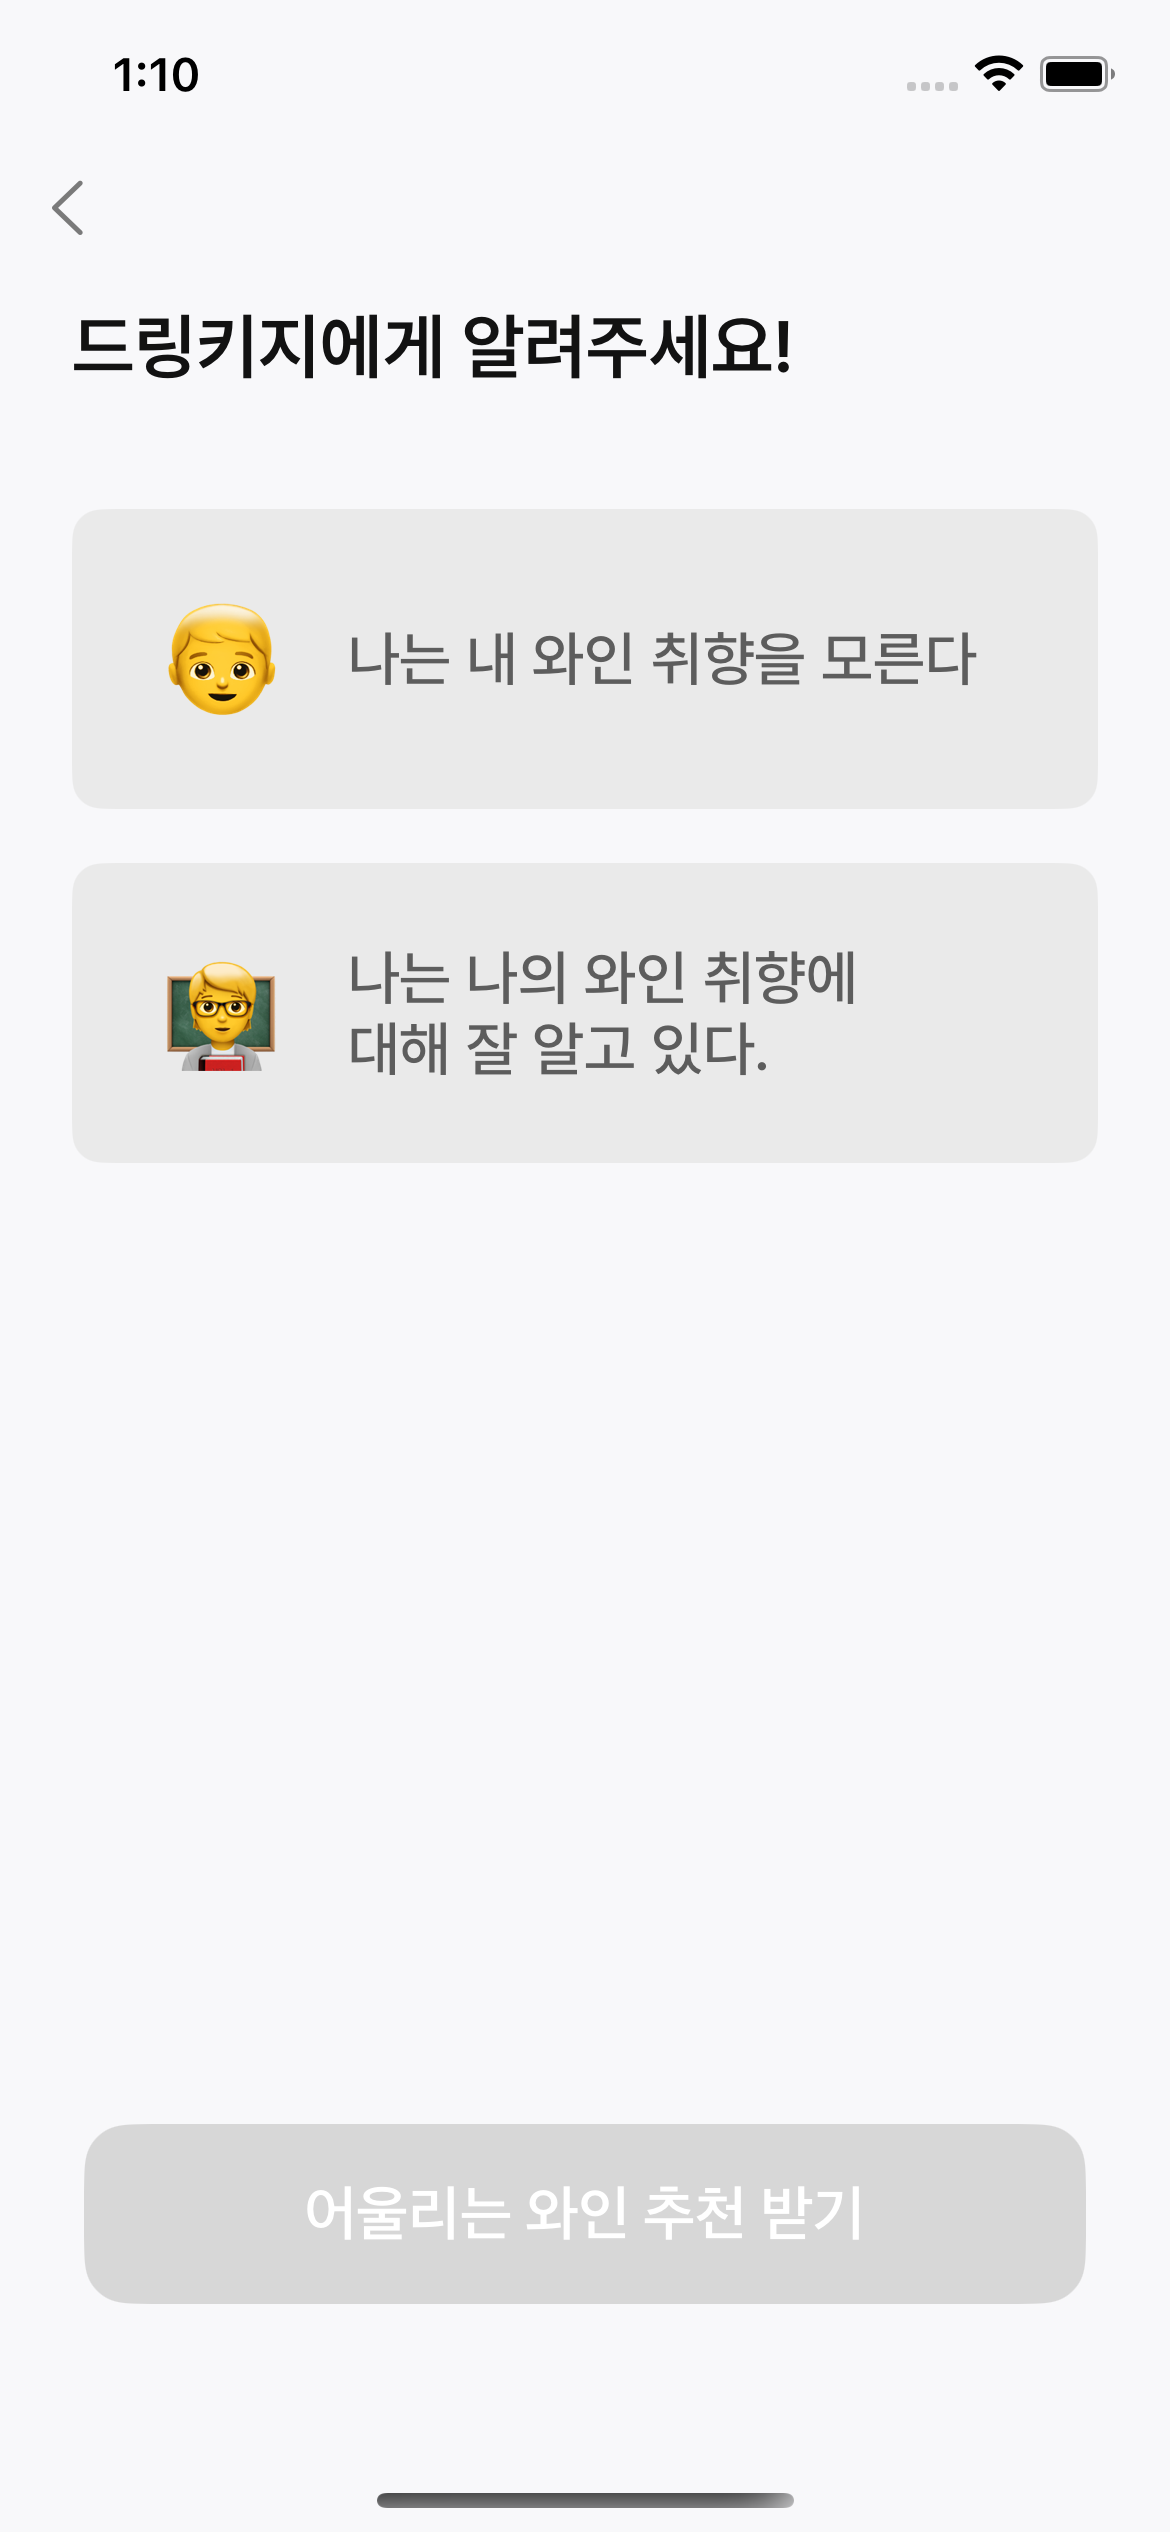 1:10
드링키지에게 알려주세요!
나는 내 와인 취향을 모른다
나는 나의 와인 취향에
대해 잘 알고 있다.
어울리는 와인 추천 받기